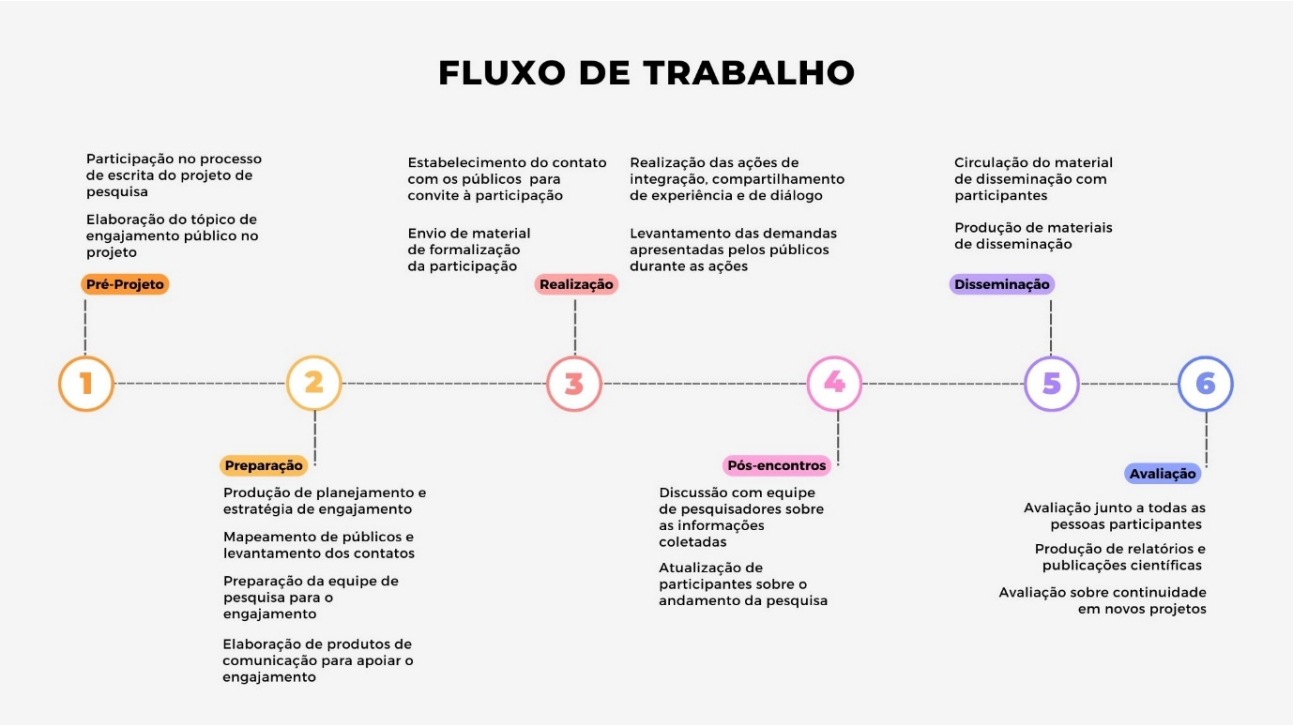 FLUXO DE TRABALHO
Participação no processo
de escrita do projeto de
pesquisa
Elaboração do tópico de
engajamento público no
projeto
Pré-Projeto
Estabelecimento do contato
com os públicos para
convite à participação
Envio de material
de formalização
da participação
Realização das ações de
integração, compartilhamento
de experiência e de diálogo
Levantamento das demandas
apresentadas pelos públicos
durante as ações
Realização
Circulação do material
de disseminação com
participantes
Produção de materiais
de disseminação
Disseminação
1
2
3
4
5
6
Preparação
Produção de planejamento e
estratégia de engajamento
Mapeamento de públicos e
levantamento dos contatos
Preparação da equipe de
pesquisa para o
engajamento
Elaboração de produtos de
comunicação para apoiar o
engajamento
Pós-encontros
Discussão com equipe
de pesquisadores sobre
as informações
coletadas
Atualização de
participantes sobre o
andamento da pesquisa
Avaliação
Avaliação junto a todas as
pessoas participantes
Produção de relatórios e
publicações científicas
Avaliação sobre continuidade
em novos projetos